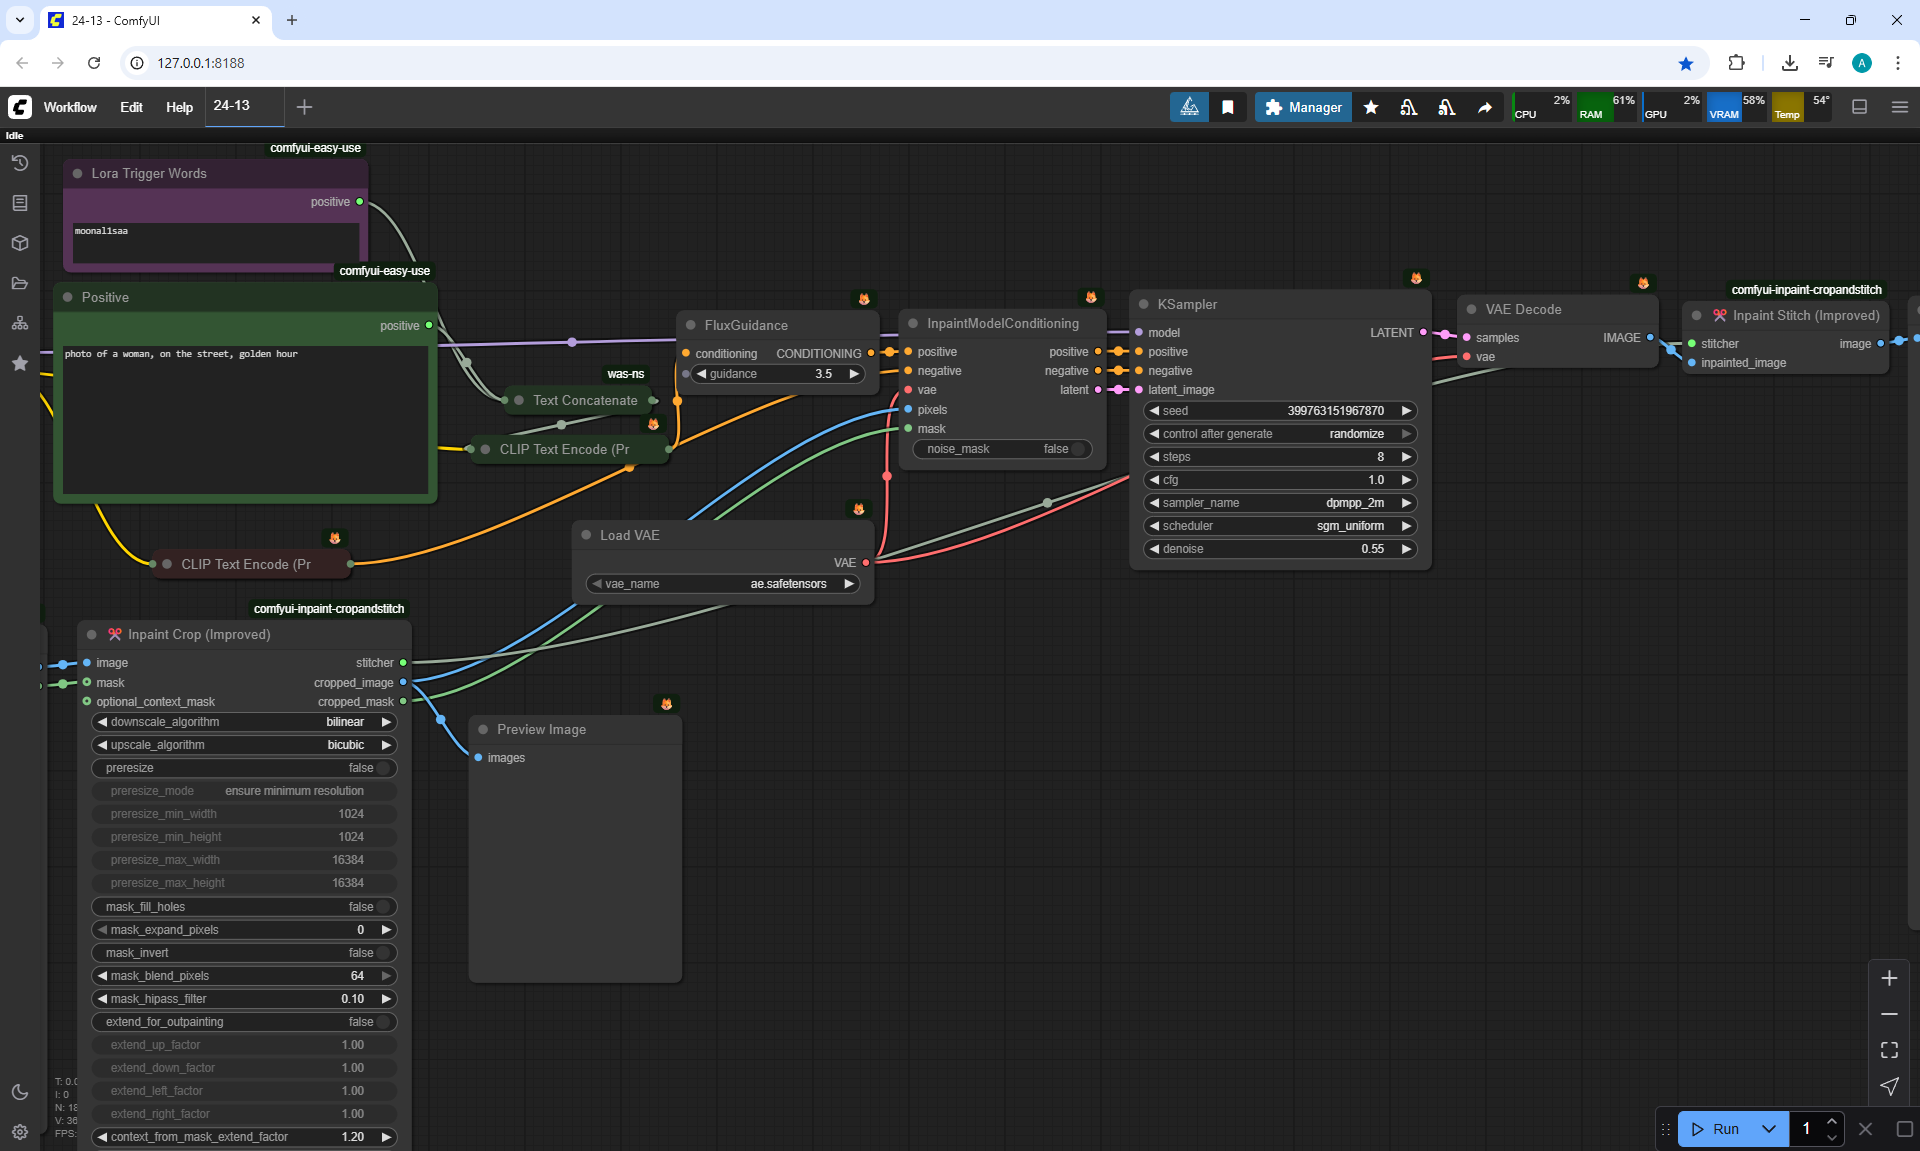 24-13 - ComfyUI
127.0.0.1:8188
Workflow Edit Help 24-13
Manager
CPU 2% RAM 61% GPU 2% VRAM 58% Temp 54°
Idle
comfyui-easy-use
Lora Trigger Words
positive
moonal1saa
comfyui-easy-use
Positive
positive
photo of a woman, on the street, golden hour
was-ns
Text Concatenate
CLIP Text Encode (Pr
CLIP Text Encode (Pr
FluxGuidance
conditioning CONDITIONING
guidance 3.5
InpaintModelConditioning
positive positive
negative negative
vae latent
pixels
mask
noise_mask false
KSampler
model LATENT
positive
negative
latent_image
seed 399763151967870
control after generate randomize
steps 8
cfg 1.0
sampler_name dpmpp_2m
scheduler sgm_uniform
denoise 0.55
VAE Decode
samples IMAGE
vae
comfyui-inpaint-cropandstitch
Inpaint Stitch (Improved)
stitcher image
inpainted_image
Load VAE
VAE
vae_name ae.safetensors
comfyui-inpaint-cropandstitch
Inpaint Crop (Improved)
image stitcher
mask cropped_image
optional_context_mask cropped_mask
downscale_algorithm bilinear
upscale_algorithm bicubic
preresize false
preresize_mode ensure minimum resolution
preresize_min_width 1024
preresize_min_height 1024
preresize_max_width 16384
preresize_max_height 16384
mask_fill_holes false
mask_expand_pixels 0
mask_invert false
mask_blend_pixels 64
mask_hipass_filter 0.10
extend_for_outpainting false
extend_up_factor 1.00
extend_down_factor 1.00
extend_left_factor 1.00
extend_right_factor 1.00
context_from_mask_extend_factor 1.20
Preview Image
images
T: 0.0
I: 0
N: 18
V: 36
FPS:
Run 1
A